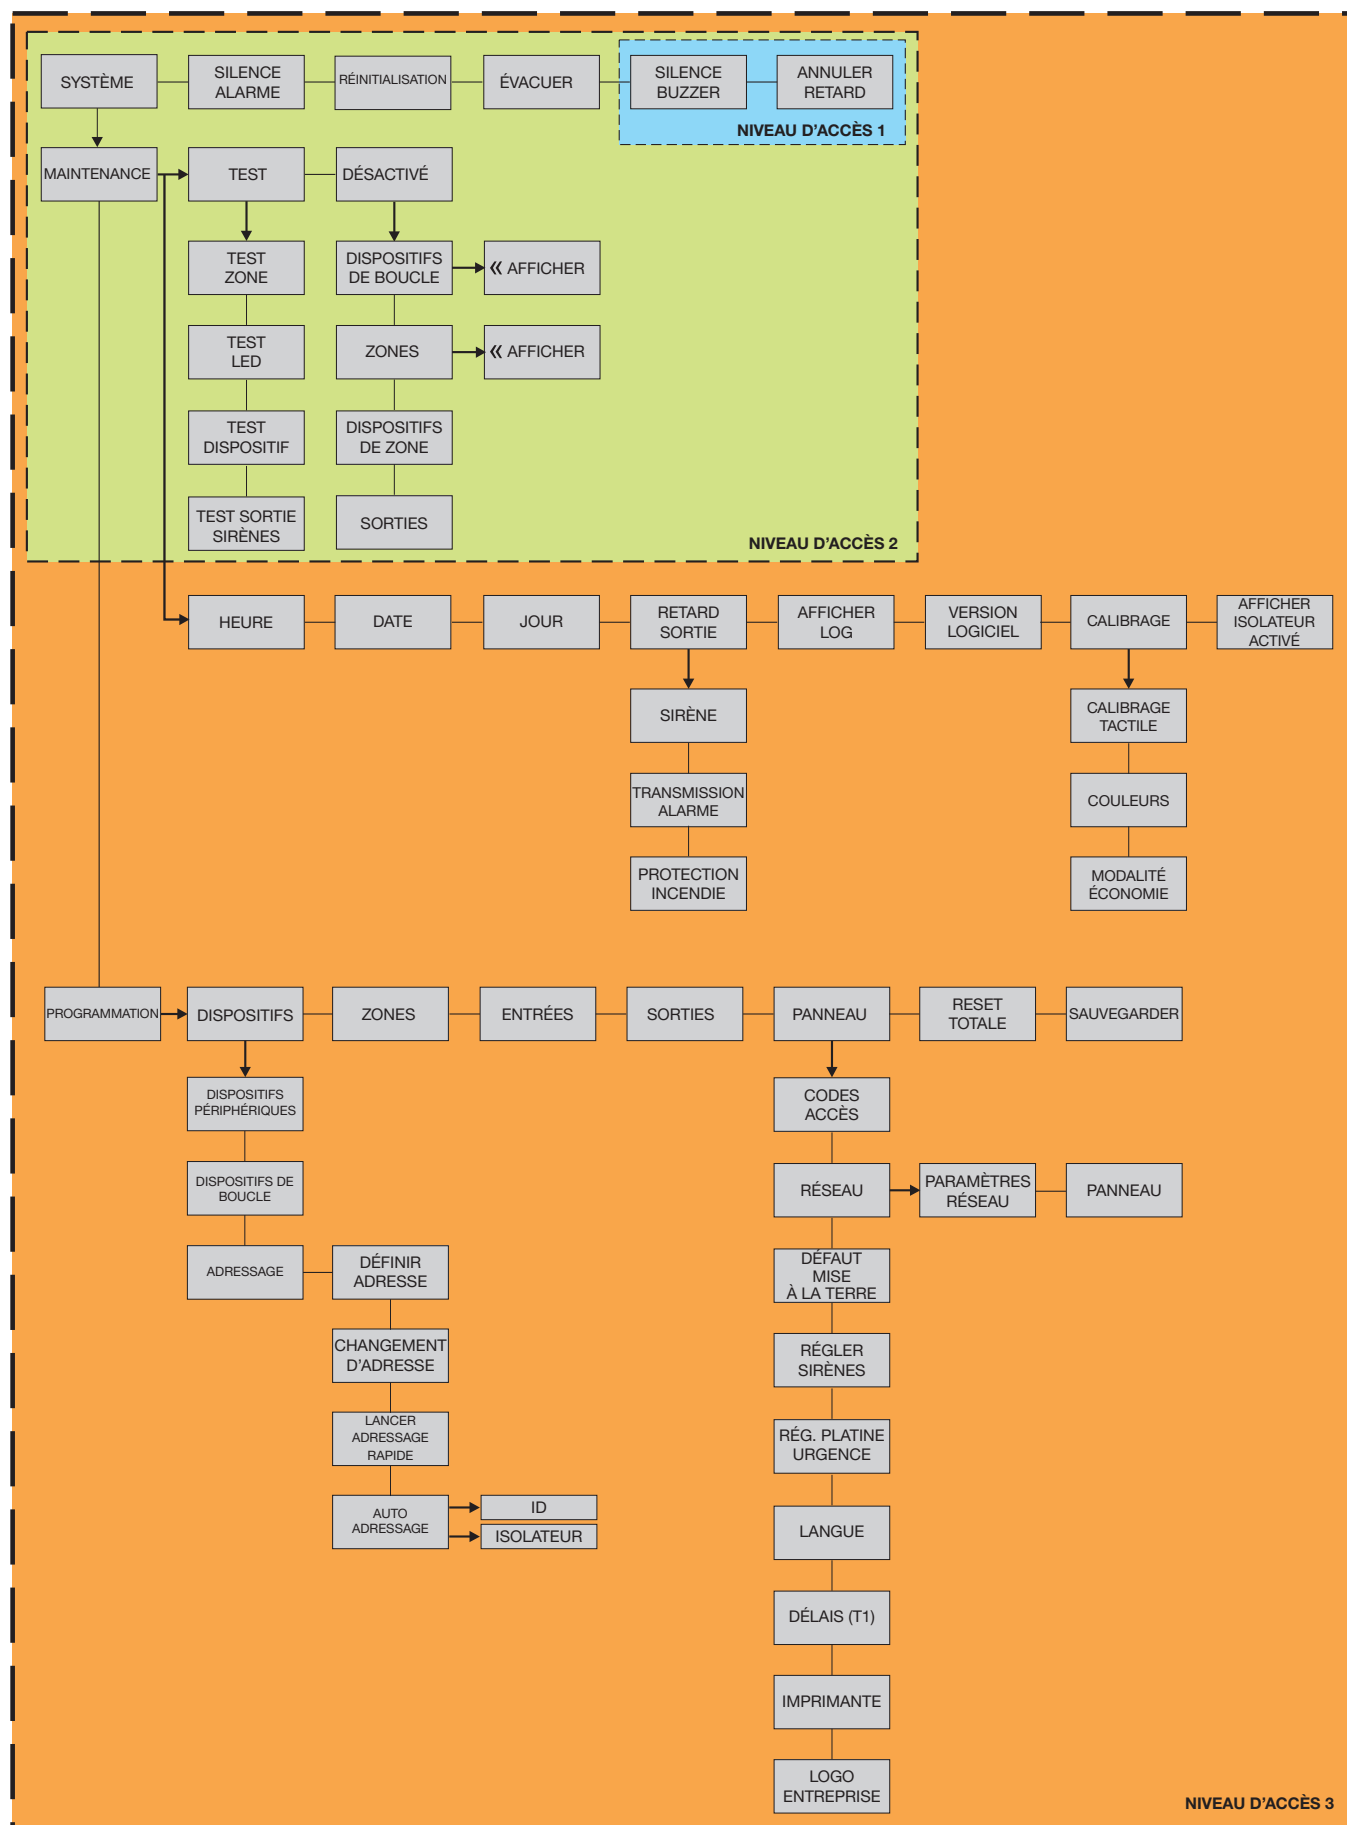 SYSTÈME
SILENCE
ALARME
RÉINITIALISATION
ÉVACUER
SILENCE
BUZZER
ANNULER
RETARD
NIVEAU D'ACCÈS 1
MAINTENANCE
TEST
DÉSACTIVÉ
TEST
ZONE
DISPOSITIFS
DE BOUCLE
« AFFICHER
TEST
LED
ZONES
« AFFICHER
TEST
DISPOSITIF
DISPOSITIFS
DE ZONE
TEST SORTIE
SIRÈNES
SORTIES
NIVEAU D'ACCÈS 2
HEURE
DATE
JOUR
RETARD
SORTIE
AFFICHER
LOG
VERSION
LOGICIEL
CALIBRAGE
AFFICHER
ISOLATEUR
ACTIVÉ
SIRÈNE
CALIBRAGE
TACTILE
TRANSMISSION
ALARME
COULEURS
PROTECTION
INCENDIE
MODALITÉ
ÉCONOMIE
PROGRAMMATION
DISPOSITIFS
ZONES
ENTRÉES
SORTIES
PANNEAU
RESET
TOTALE
SAUVEGARDER
DISPOSITIFS
PÉRIPHÉRIQUES
CODES
ACCÈS
DISPOSITIFS DE
BOUCLE
RÉSEAU
PARAMÈTRES
RÉSEAU
PANNEAU
ADRESSAGE
DÉFINIR
ADRESSE
DÉFAUT
MISE
À LA TERRE
CHANGEMENT
D'ADRESSE
RÉGLER
SIRÈNES
LANCER
ADRESSAGE
RAPIDE
RÉG. PLATINE
URGENCE
AUTO
ADRESSAGE
ID
ISOLATEUR
LANGUE
DÉLAIS (T1)
IMPRIMANTE
LOGO
ENTREPRISE
NIVEAU D'ACCÈS 3